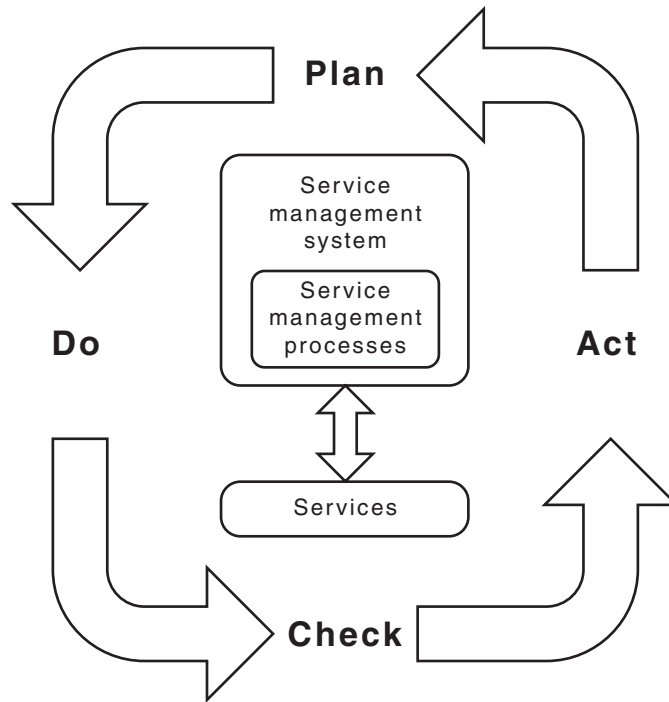 Plan
Service
management
system
Service
management
processes
Do
Act
Services
Check